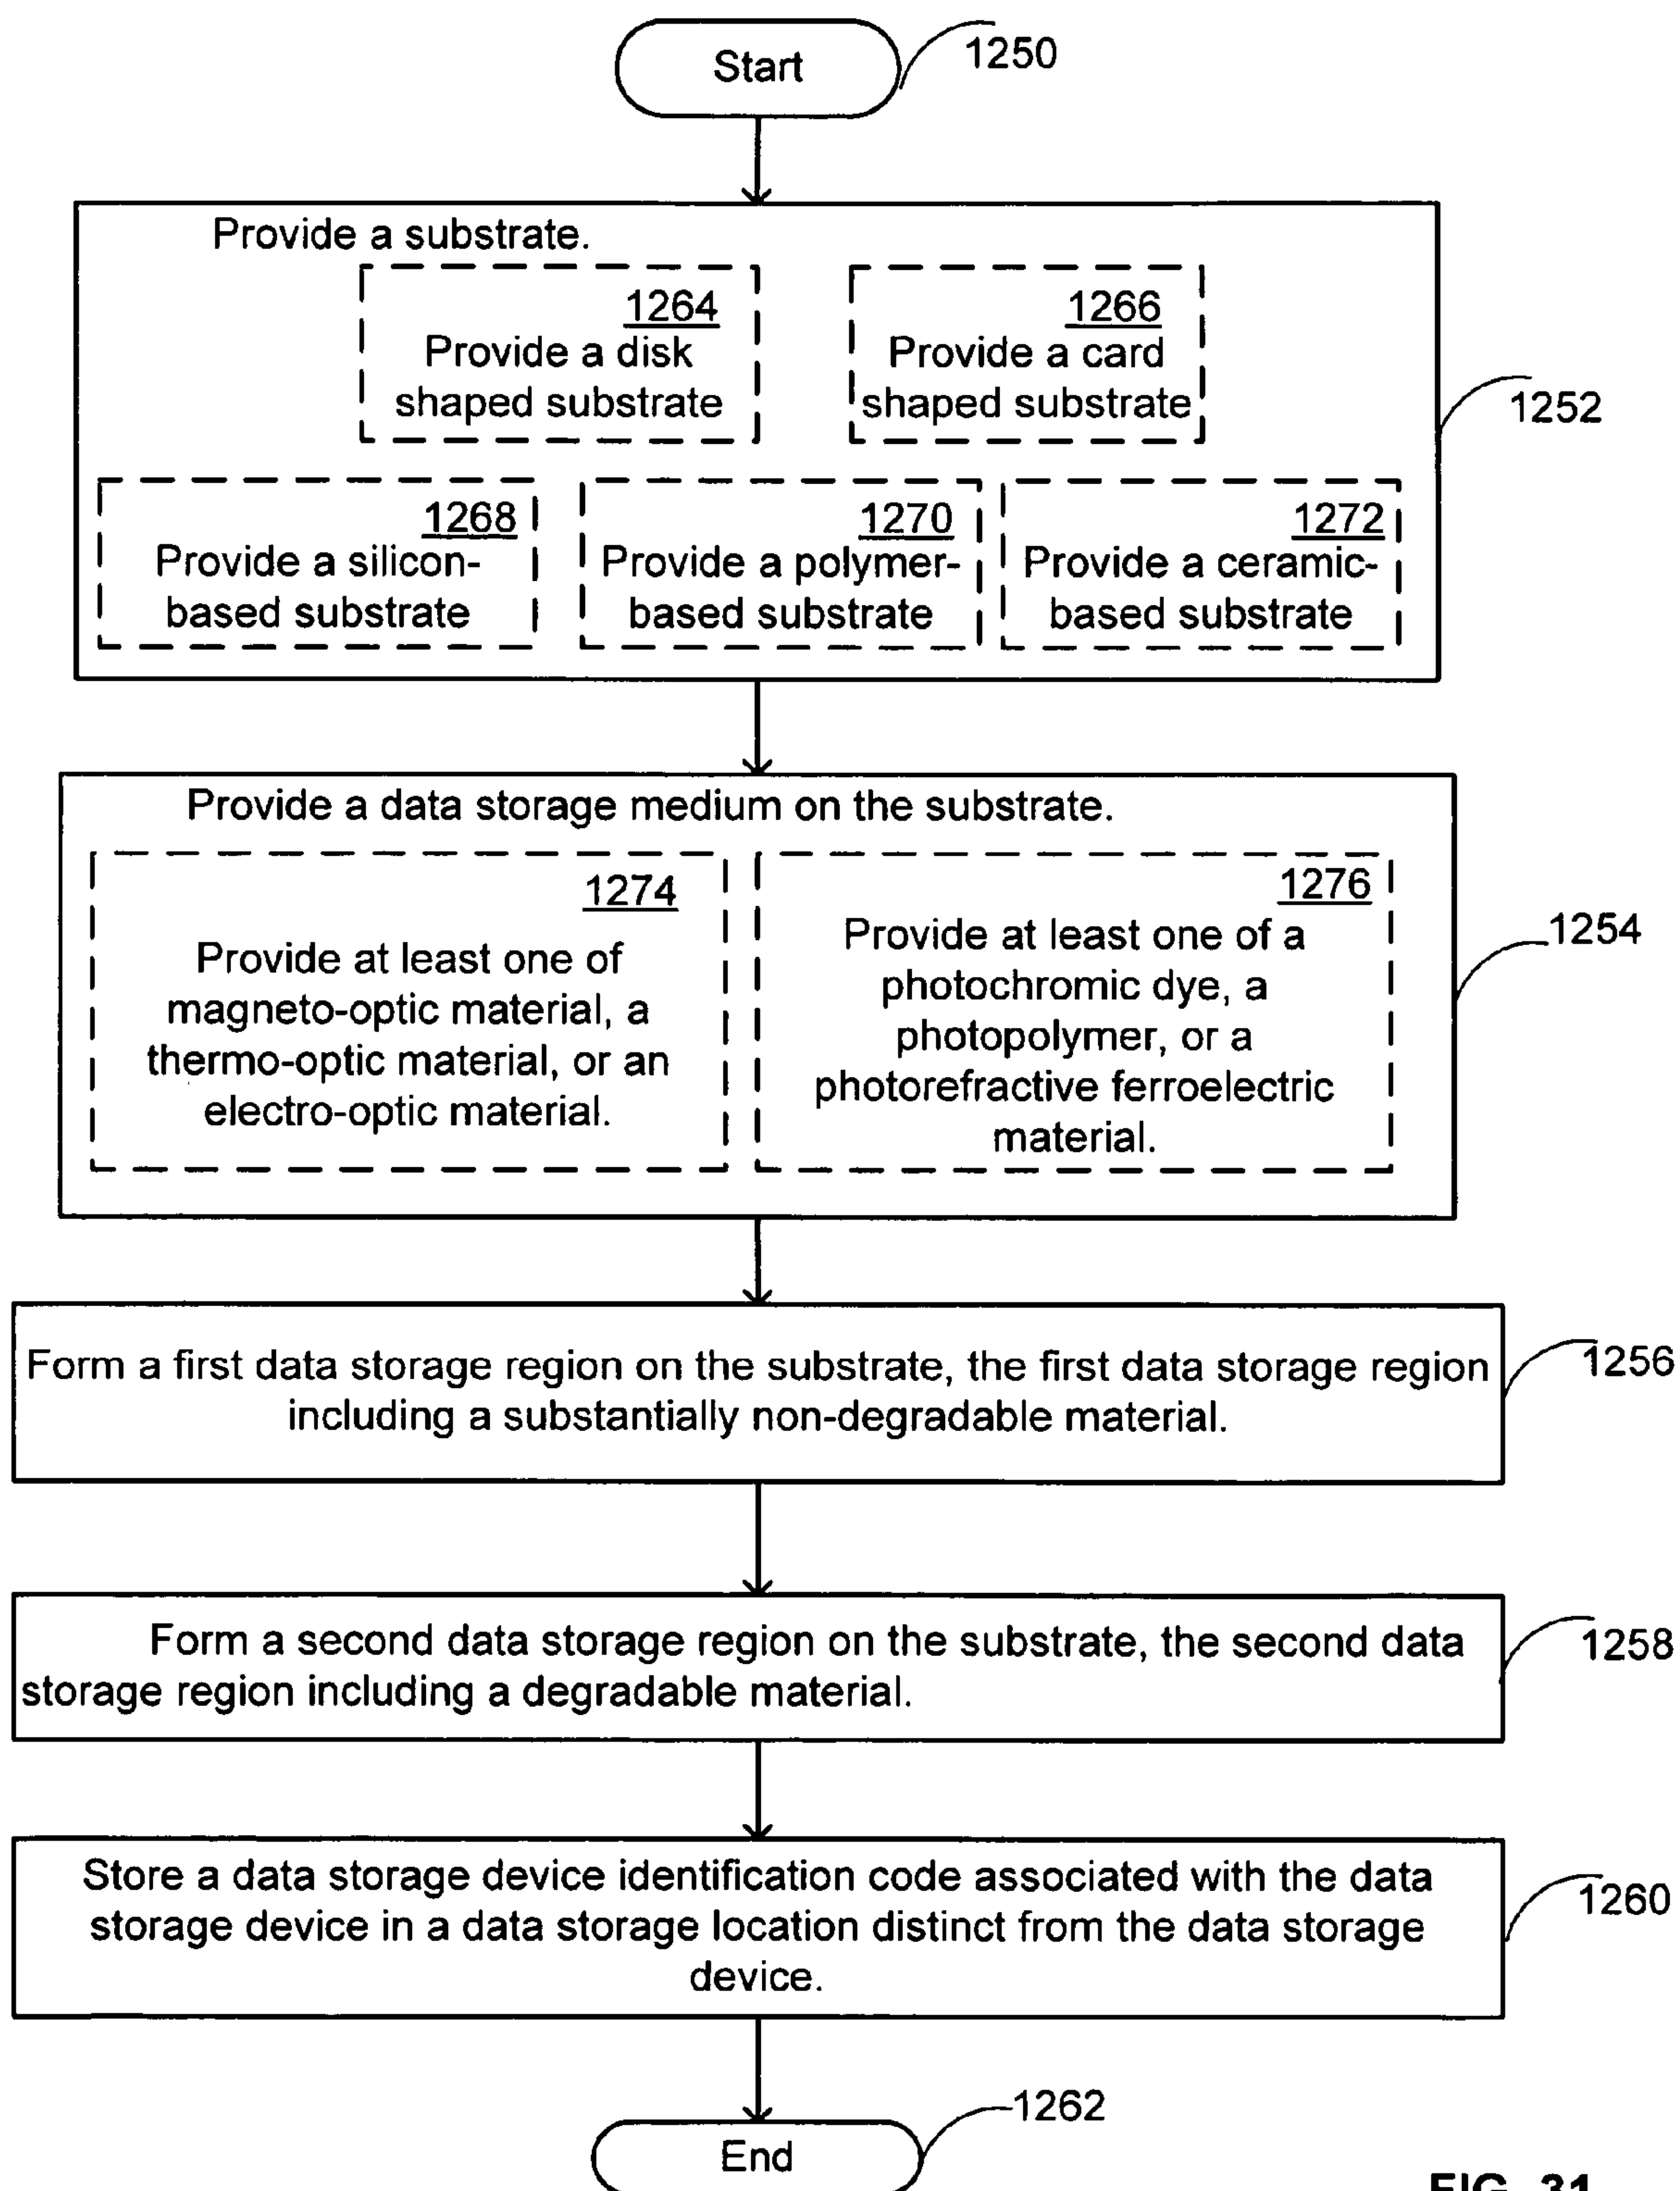 Start
1250
Provide a substrate.
1264
Provide a disk
shaped substrate
1266
Provide a card
shaped substrate
1252
1268
Provide a silicon-
based substrate
1270
Provide a polymer-
based substrate
1272
Provide a ceramic-
based substrate
Provide a data storage medium on the substrate.
1274
Provide at least one of
magneto-optic material, a
thermo-optic material, or an
electro-optic material.
1276
Provide at least one of a
photochromic dye, a
photopolymer, or a
photorefractive ferroelectric
material.
1254
Form a first data storage region on the substrate, the first data storage region
including a substantially non-degradable material.
1256
Form a second data storage region on the substrate, the second data
storage region including a degradable material.
1258
Store a data storage device identification code associated with the data
storage device in a data storage location distinct from the data storage
device.
1260
1262
End
FIG. 31